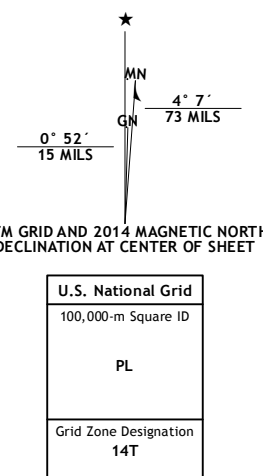 MN
GN
4° 7´
73 MILS
0° 52´
15 MILS
GRID AND 2014 MAGNETIC NORTH
DECLINATION AT CENTER OF SHEET
U.S. National Grid
100,000-m Square ID
PL
Grid Zone Designation
14T